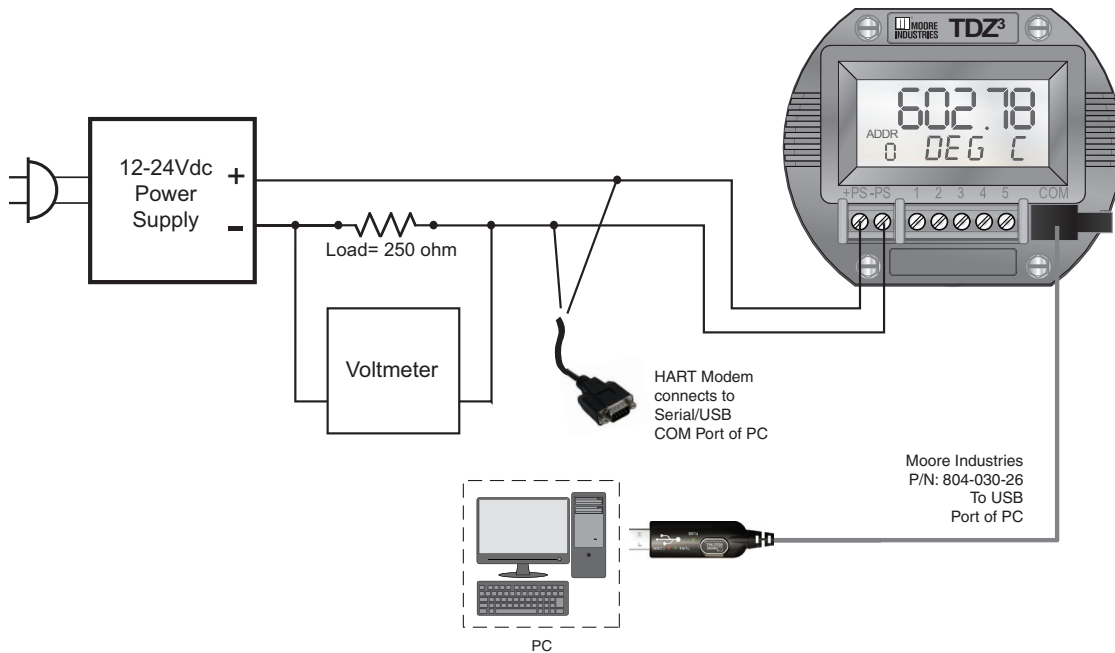 MOORE
INDUSTRIES
TDZ³
602.78
ADDR
0 DEG C
+PS -PS 1 2 3 4 5 COM
12-24Vdc
Power
Supply
+
-
Load= 250 ohm
Voltmeter
HART Modem
connects to
Serial/USB
COM Port of PC
Moore Industries
P/N: 804-030-26
To USB
Port of PC
PC